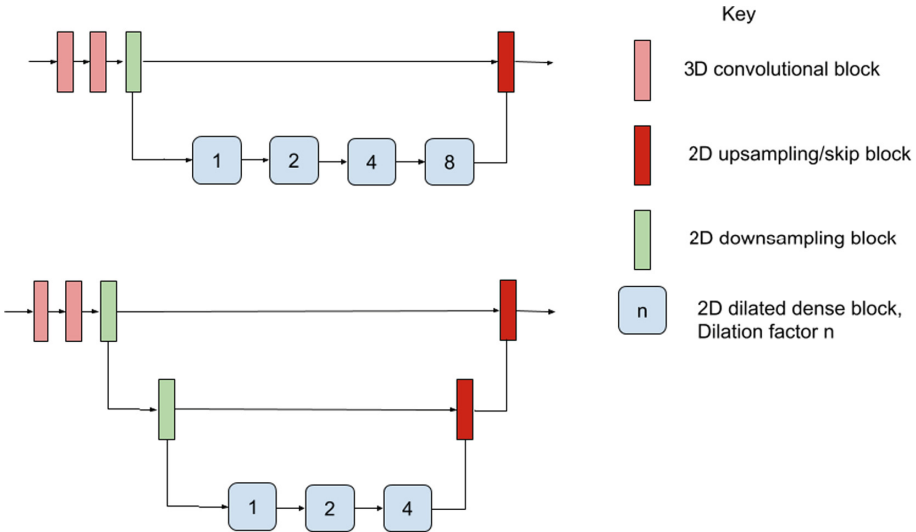 Key
3D convolutional block
2D upsampling/skip block
1 2 4 8
2D downsampling block
n
2D dilated dense block,
Dilation factor n
1 2 4